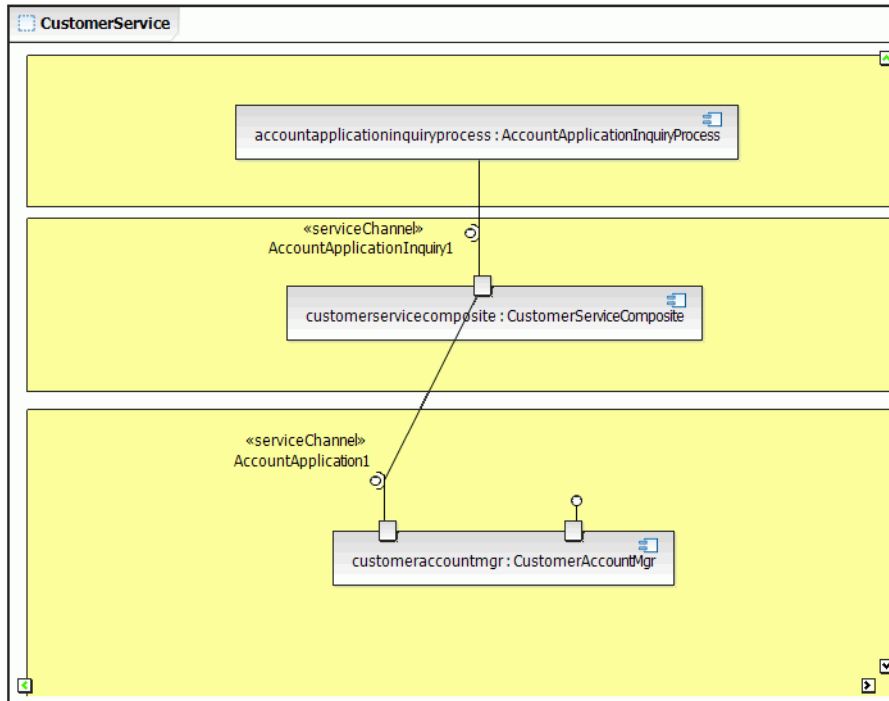 CustomerService
accountapplicationinquiryprocess : AccountApplicationInquiryProcess
«serviceChannel»
AccountApplicationInquiry1
customerservicecomposite : CustomerServiceComposite
«serviceChannel»
AccountApplication1
customeraccountmgr : CustomerAccountMgr